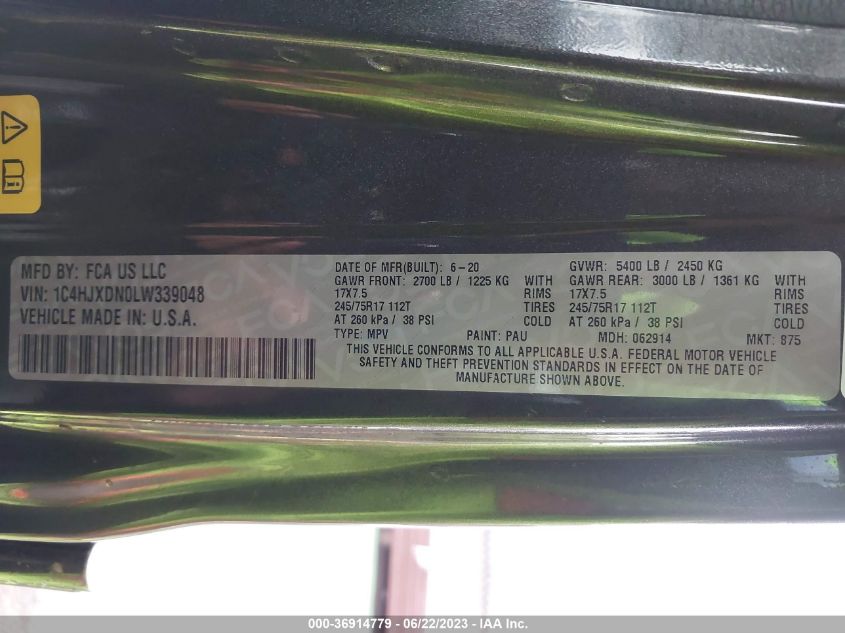 MFD BY: FCA US LLC
VIN: 1C4HJXDN0LW339048
VEHICLE MADE IN: U.S.A.
DATE OF MFR(BUILT): 6-20 GVWR: 5400 LB / 2450 KG
GAWR FRONT: 2700 LB / 1225 KG WITH GAWR REAR: 3000 LB / 1361 KG WITH
17X7.5 RIMS 17X7.5 RIMS
245/75R17 112T TIRES 245/75R17 112T TIRES
AT 260 kPa / 38 PSI COLD AT 260 kPa / 38 PSI COLD
TYPE: MPV PAINT: PAU MDH: 062914 MKT: 875
THIS VEHICLE CONFORMS TO ALL APPLICABLE U.S.A. FEDERAL MOTOR VEHICLE
SAFETY AND THEFT PREVENTION STANDARDS IN EFFECT ON THE DATE OF
MANUFACTURE SHOWN ABOVE.
000-36914779 - 06/22/2023 - IAA Inc.